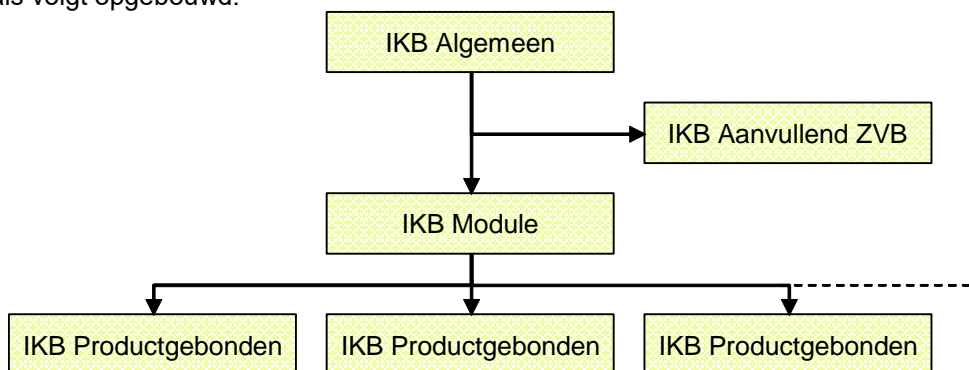 als volgt opgebouwd:
IKB Algemeen
IKB Aanvullend ZVB
IKB Module
IKB Productgebonden
IKB Productgebonden
IKB Productgebonden